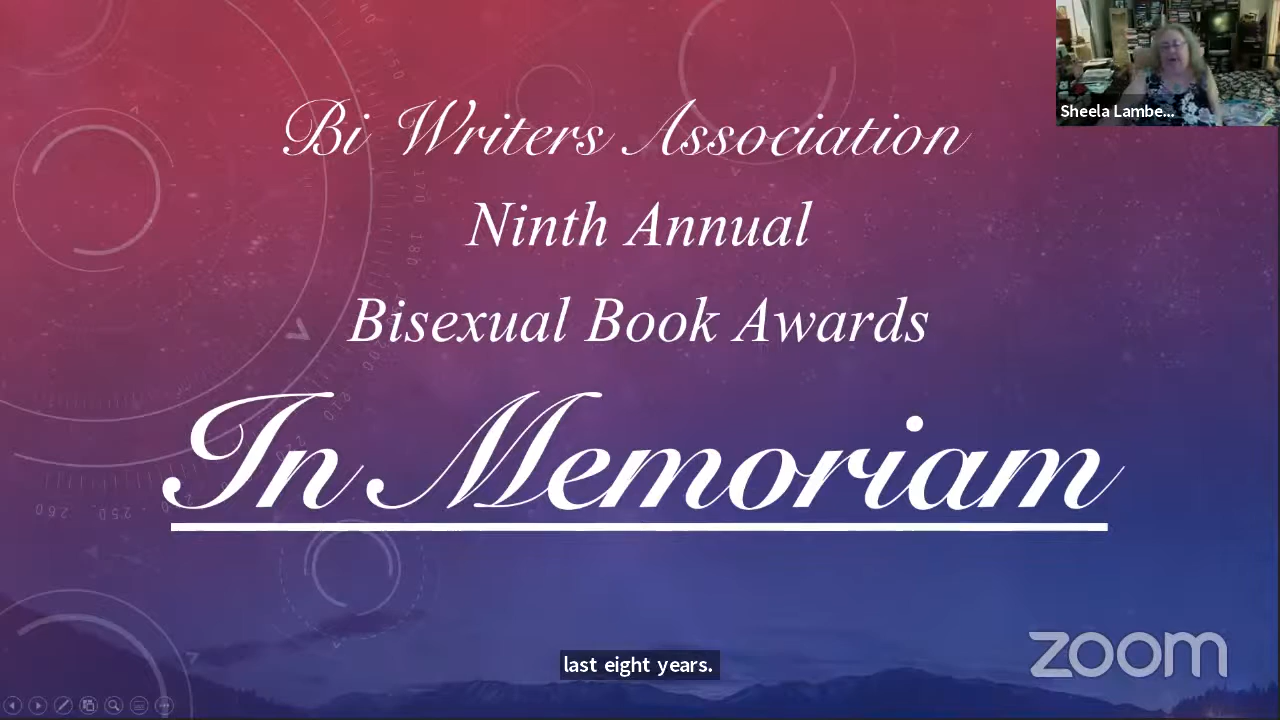 Bi Writers Association
Ninth Annual
Bisexual Book Awards
In Memoriam
Sheela Lambe...
last eight years.
zoom